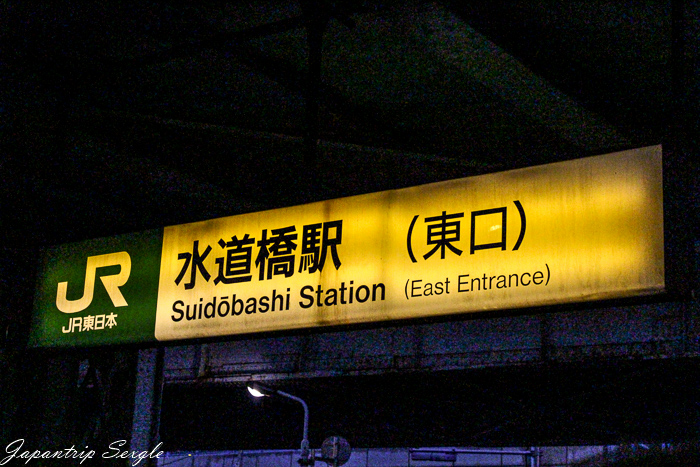 JR
JR東日本
水道橋駅 (東口)
Suidōbashi Station (East Entrance)
Japantrip Sergle